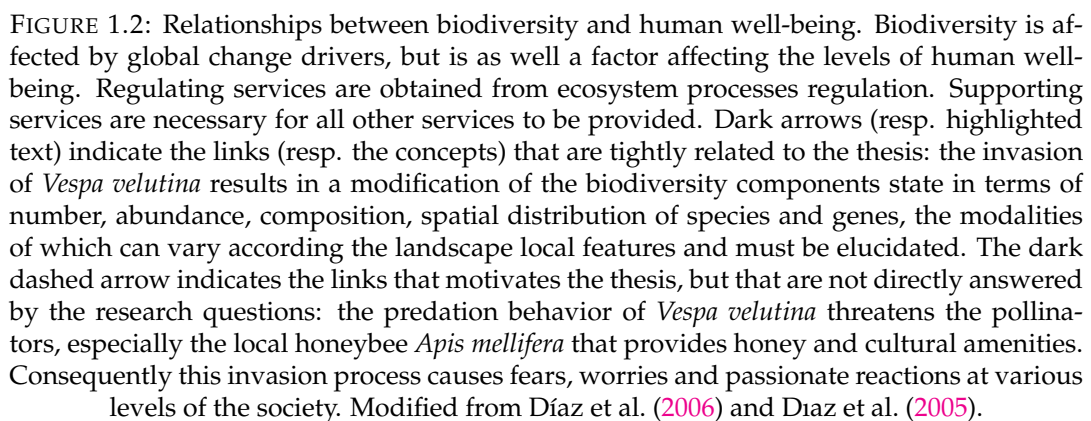 FIGURE 1.2: Relationships between biodiversity and human well-being. Biodiversity is af-
fected by global change drivers, but is as well a factor affecting the levels of human well-
being. Regulating services are obtained from ecosystem processes regulation. Supporting
services are necessary for all other services to be provided. Dark arrows (resp. highlighted
text) indicate the links (resp. the concepts) that are tightly related to the thesis: the invasion
of Vespa velutina results in a modification of the biodiversity components state in terms of
number, abundance, composition, spatial distribution of species and genes, the modalities
of which can vary according the landscape local features and must be elucidated. The dark
dashed arrow indicates the links that motivates the thesis, but that are not directly answered
by the research questions: the predation behavior of Vespa velutina threatens the pollina-
tors, especially the local honeybee Apis mellifera that provides honey and cultural amenities.
Consequently this invasion process causes fears, worries and passionate reactions at various
levels of the society. Modified from Díaz et al. (2006) and Dıaz et al. (2005).